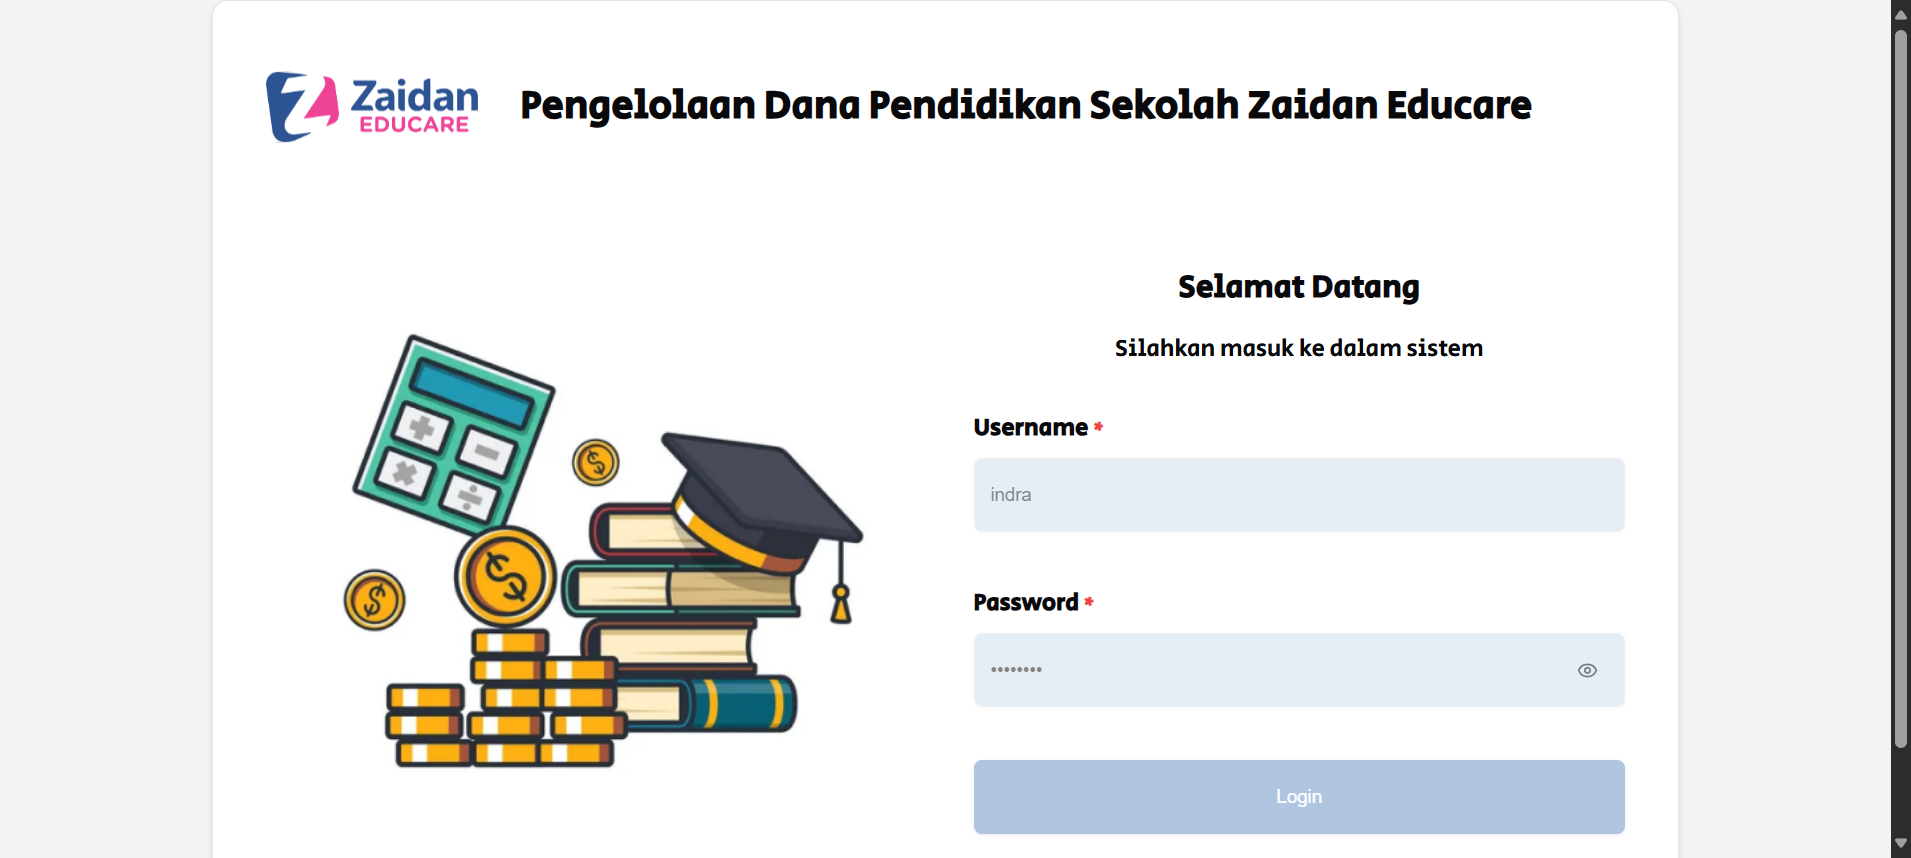 Zaidan
EDUCARE
Pengelolaan Dana Pendidikan Sekolah Zaidan Educare
Selamat Datang
Silahkan masuk ke dalam sistem
Username *
indra
Password *
••••••••
Login